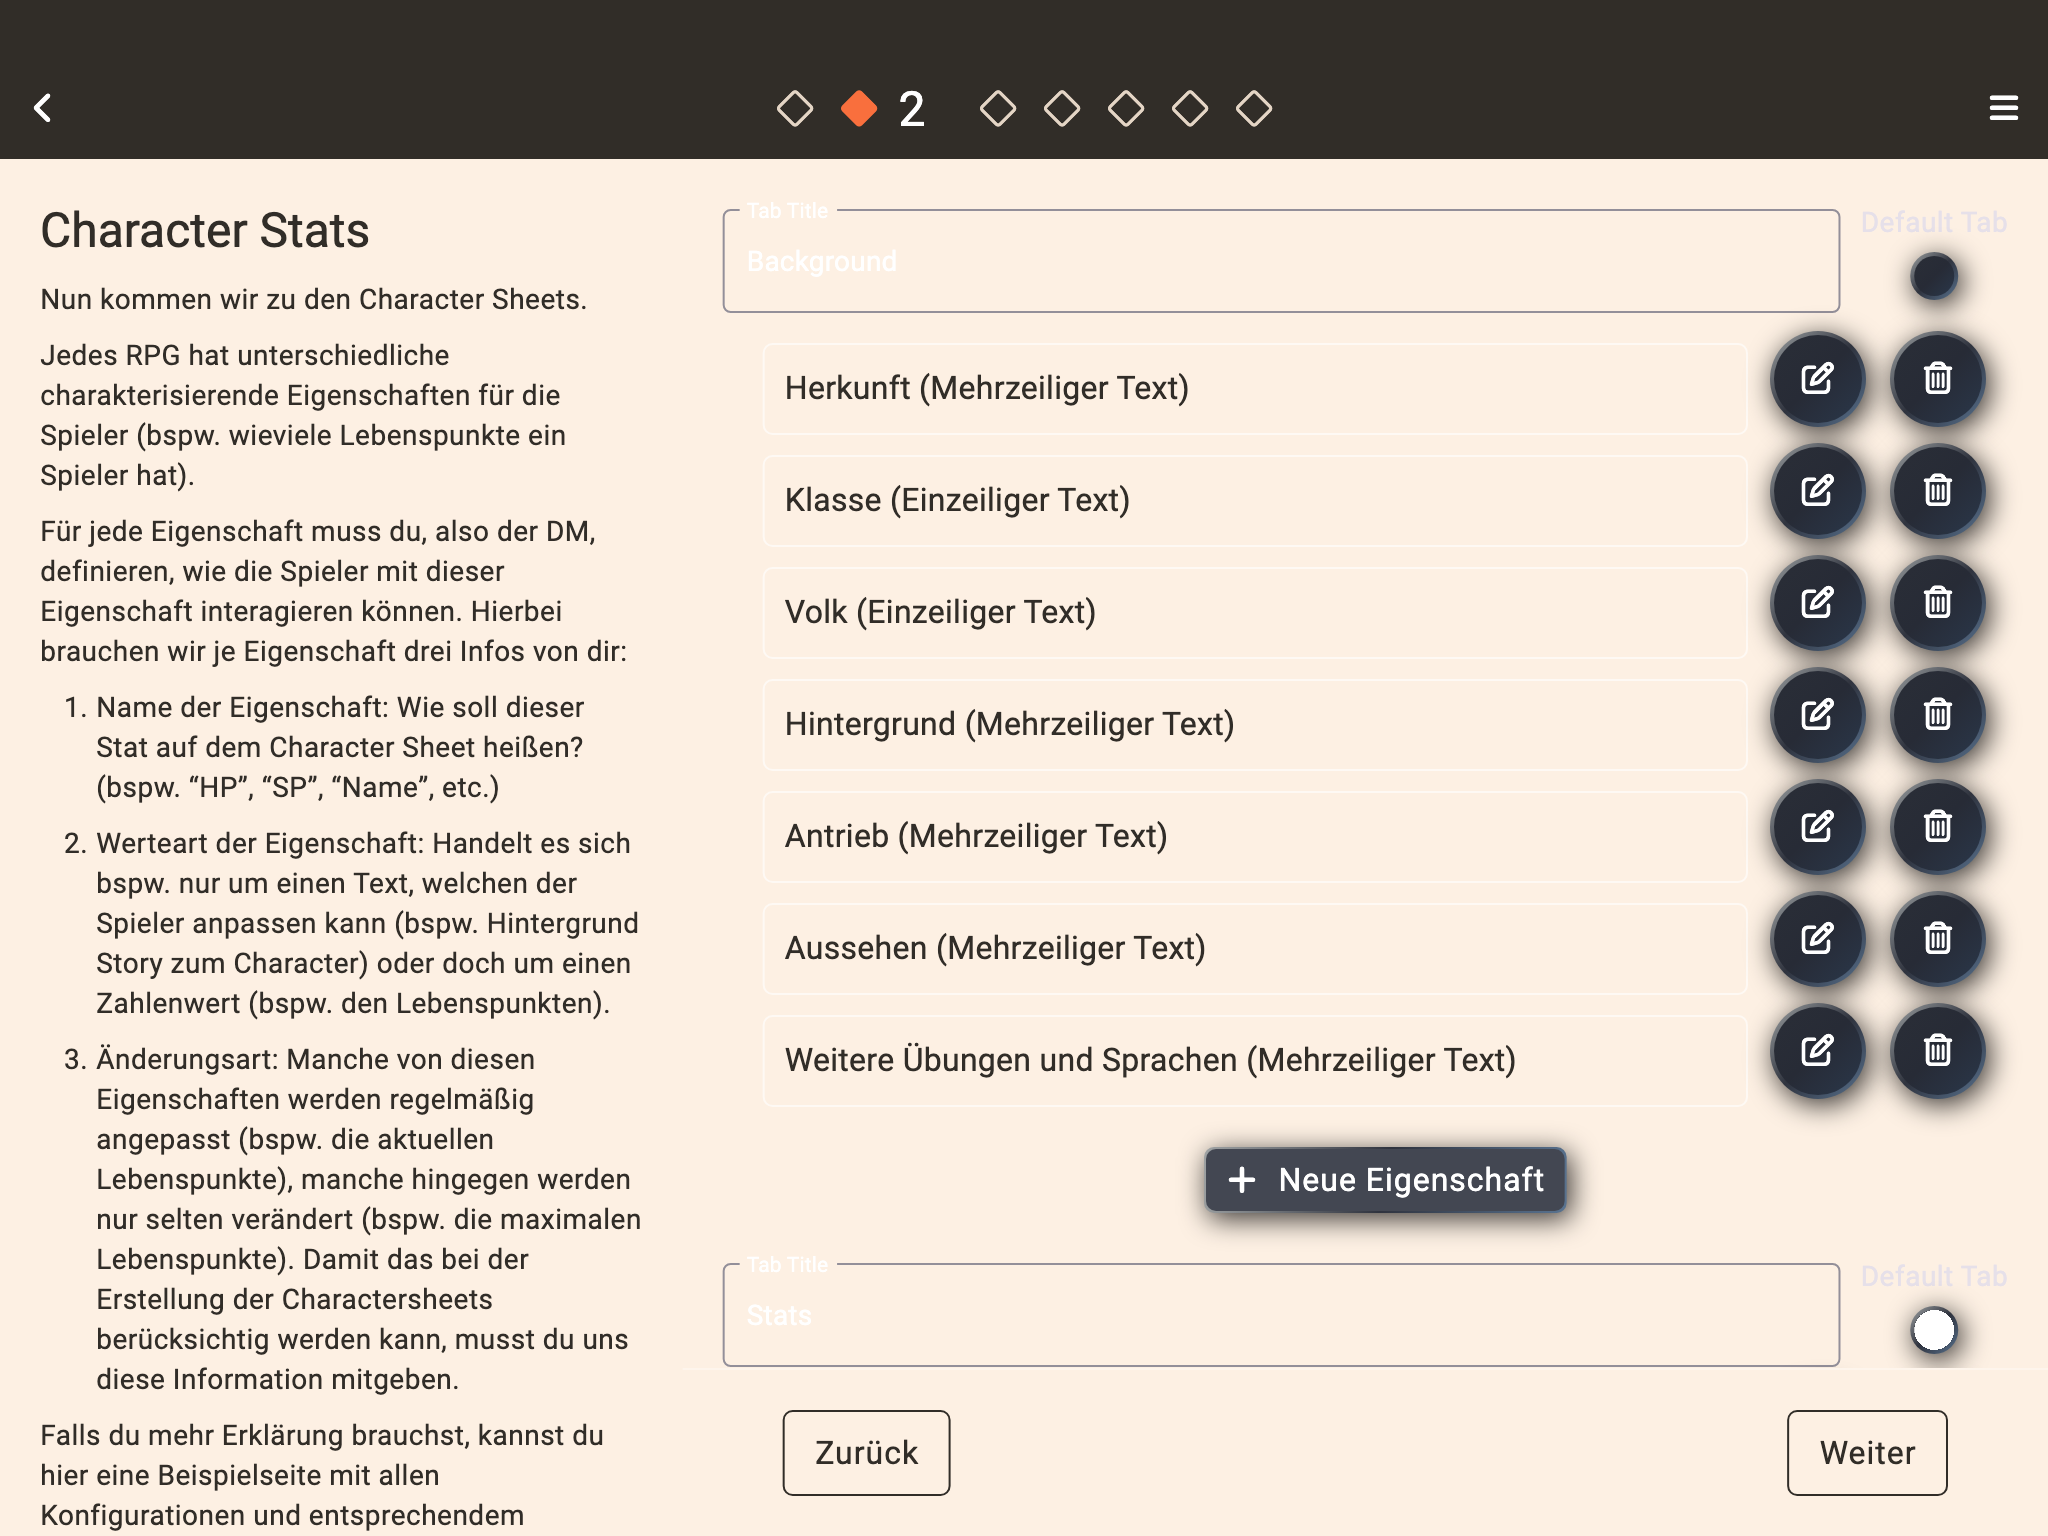 2
Character Stats
Nun kommen wir zu den Character Sheets.
Jedes RPG hat unterschiedliche
charakterisierende Eigenschaften für die
Spieler (bspw. wieviele Lebenspunkte ein
Spieler hat).
Für jede Eigenschaft muss du, also der DM,
definieren, wie die Spieler mit dieser
Eigenschaft interagieren können. Hierbei
brauchen wir je Eigenschaft drei Infos von dir:
1. Name der Eigenschaft: Wie soll dieser
Stat auf dem Character Sheet heißen?
(bspw. “HP”, “SP”, “Name”, etc.)
2. Werteart der Eigenschaft: Handelt es sich
bspw. nur um einen Text, welchen der
Spieler anpassen kann (bspw. Hintergrund
Story zum Character) oder doch um einen
Zahlenwert (bspw. den Lebenspunkten).
3. Änderungsart: Manche von diesen
Eigenschaften werden regelmäßig
angepasst (bspw. die aktuellen
Lebenspunkte), manche hingegen werden
nur selten verändert (bspw. die maximalen
Lebenspunkte). Damit das bei der
Erstellung der Charactersheets
berücksichtig werden kann, musst du uns
diese Information mitgeben.
Falls du mehr Erklärung brauchst, kannst du
hier eine Beispielseite mit allen
Konfigurationen und entsprechendem
Tab Title
Background
Default Tab
Herkunft (Mehrzeiliger Text)
Klasse (Einzeiliger Text)
Volk (Einzeiliger Text)
Hintergrund (Mehrzeiliger Text)
Antrieb (Mehrzeiliger Text)
Aussehen (Mehrzeiliger Text)
Weitere Übungen und Sprachen (Mehrzeiliger Text)
+ Neue Eigenschaft
Tab Title
Stats
Default Tab
Zurück
Weiter